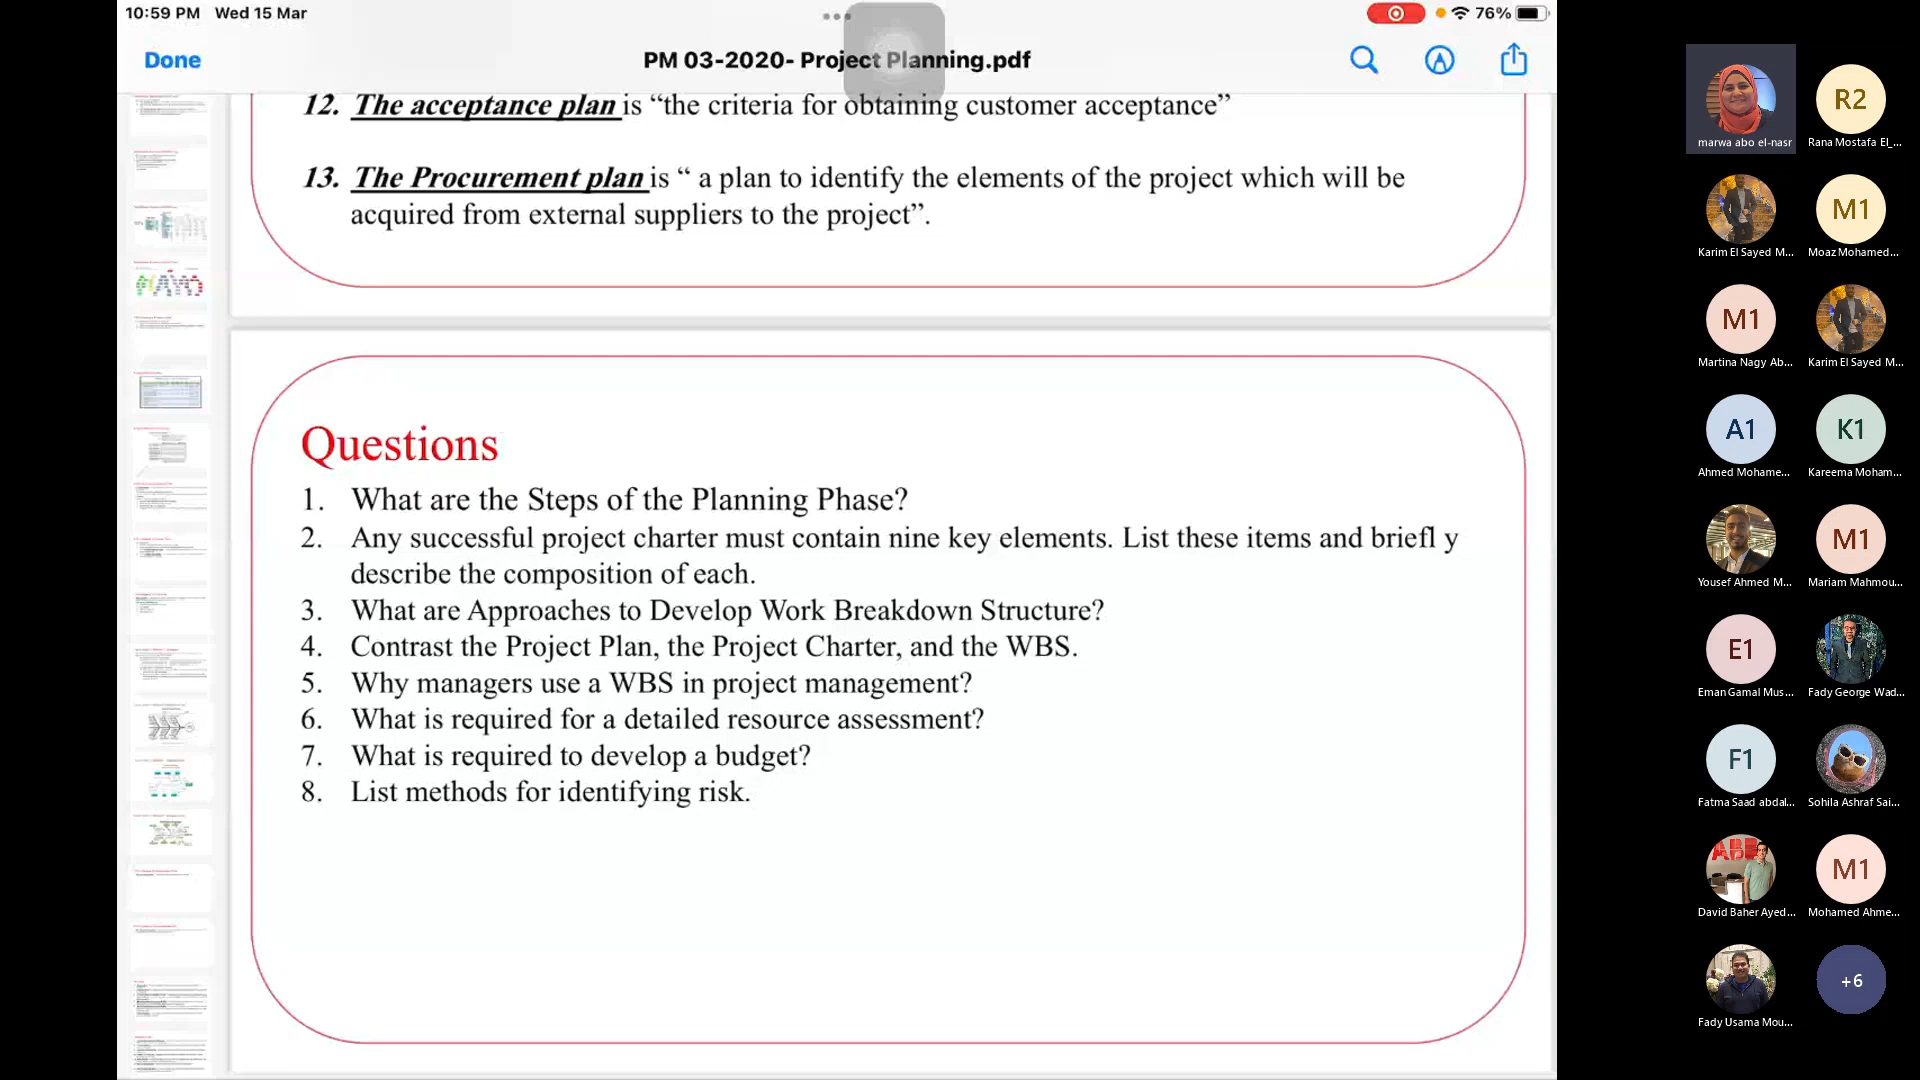 10:59 PM Wed 15 Mar
76%
Done
PM 03-2020- Project Planning.pdf
12. The acceptance plan is “the criteria for obtaining customer acceptance”
13. The Procurement plan is “ a plan to identify the elements of the project which will be
acquired from external suppliers to the project”.
Questions
1. What are the Steps of the Planning Phase?
2. Any successful project charter must contain nine key elements. List these items and briefl y
describe the composition of each.
3. What are Approaches to Develop Work Breakdown Structure?
4. Contrast the Project Plan, the Project Charter, and the WBS.
5. Why managers use a WBS in project management?
6. What is required for a detailed resource assessment?
7. What is required to develop a budget?
8. List methods for identifying risk.
marwa abo el-nasr
R2
Rana Mostafa El_...
Karim El Sayed M...
M1
Moaz Mohamed...
M1
Martina Nagy Ab...
Karim El Sayed M...
A1
Ahmed Mohame...
K1
Kareema Moham...
Yousef Ahmed M...
M1
Mariam Mahmou...
E1
Eman Gamal Mus...
Fady George Wad...
F1
Fatma Saad abdal...
Sohila Ashraf Sai...
ABB
David Baher Ayed...
M1
Mohamed Ahme...
Fady Usama Mou...
+6